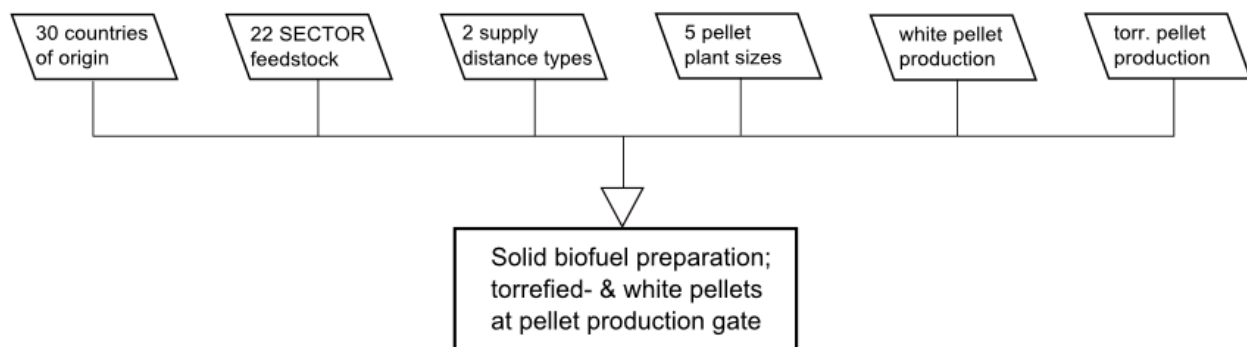 30 countries
of origin
22 SECTOR
feedstock
2 supply
distance types
5 pellet
plant sizes
white pellet
production
torr. pellet
production
Solid biofuel preparation;
torrefied- & white pellets
at pellet production gate